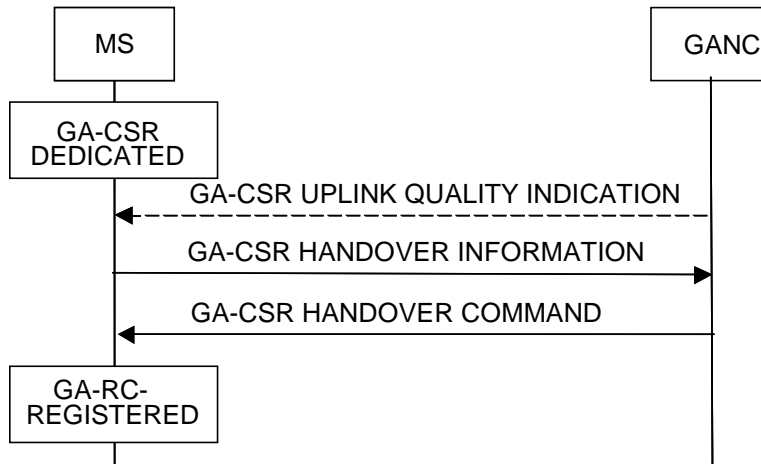 MS
GANC
GA-CSR
DEDICATED
GA-CSR UPLINK QUALITY INDICATION
GA-CSR HANDOVER INFORMATION
GA-CSR HANDOVER COMMAND
GA-RC-
REGISTERED